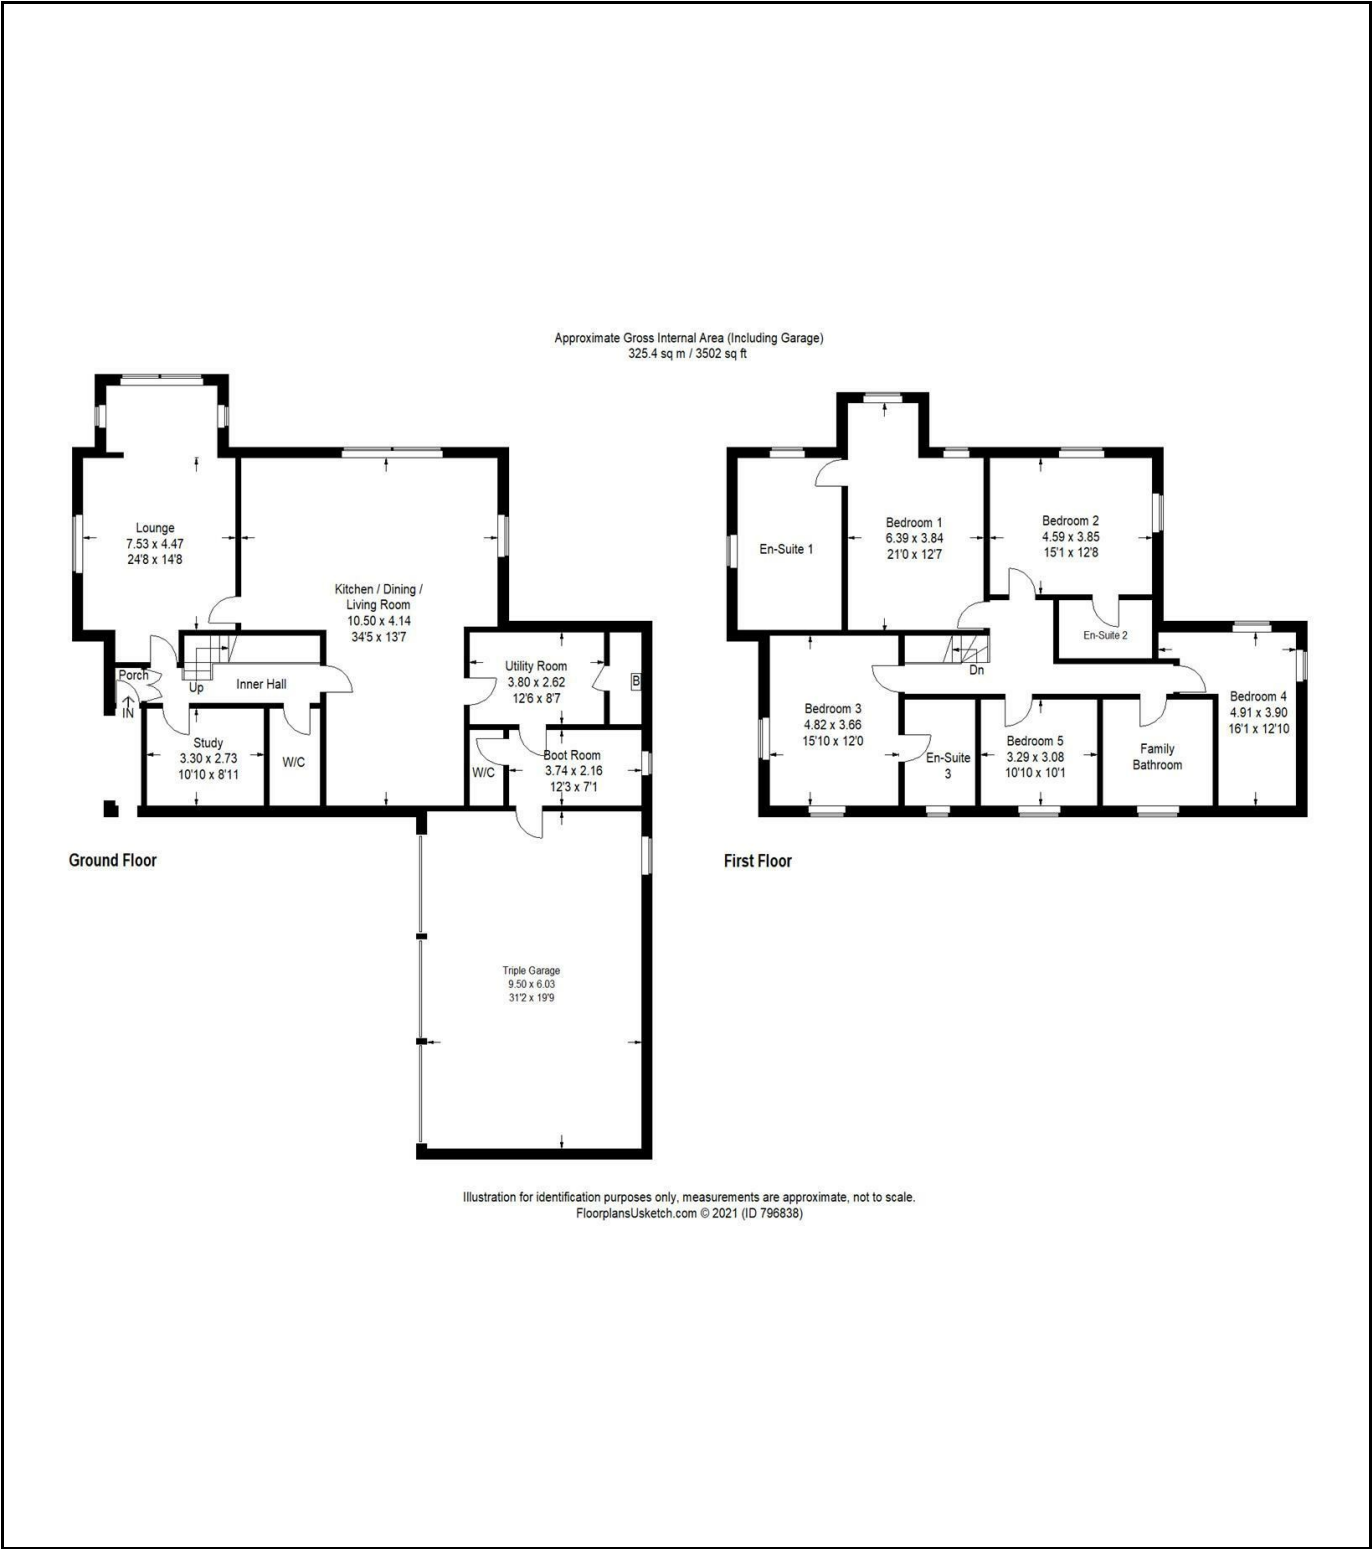 Approximate Gross Internal Area (Including Garage)
325.4 sq m / 3502 sq ft
Lounge
7.53 x 4.47
24'8 x 14'8
Kitchen / Dining /
Living Room
10.50 x 4.14
34'5 x 13'7
Utility Room
3.80 x 2.62
12'6 x 8'7
B
Porch
IN
Up
Inner Hall
Study
3.30 x 2.73
10'10 x 8'11
W/C
W/C
Boot Room
3.74 x 2.16
12'3 x 7'1
Triple Garage
9.50 x 6.03
31'2 x 19'9
Ground Floor
En-Suite 1
Bedroom 1
6.39 x 3.84
21'0 x 12'7
Bedroom 2
4.59 x 3.85
15'1 x 12'8
En-Suite 2
Dn
Bedroom 3
4.82 x 3.66
15'10 x 12'0
En-Suite
3
Bedroom 5
3.29 x 3.08
10'10 x 10'1
Family
Bathroom
Bedroom 4
4.91 x 3.90
16'1 x 12'10
First Floor
Illustration for identification purposes only, measurements are approximate, not to scale.
FloorplansUsketch.com © 2021 (ID 796838)